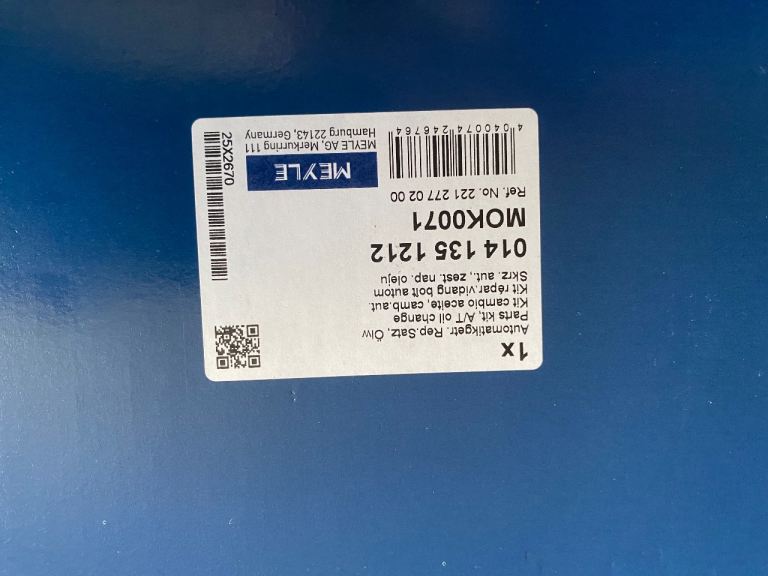 1x
Automatikgetr. Rep.Satz, Ölw
Parts kit, A/T oil change
Kit cambio aceite, camb.aut.
Kit répar.vidang boît autom
Skrz. aut., zest. nap. oleju
014 135 1212
MOK0071
Ref. No. 221 277 02 00
4 040074 246764
MEYLE
MEYLE AG, Merkurring 111
Hamburg 22143, Germany
25X2670